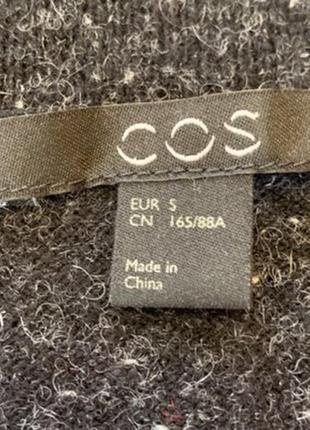 COS
EUR S
CN 165/88A
Made in
China